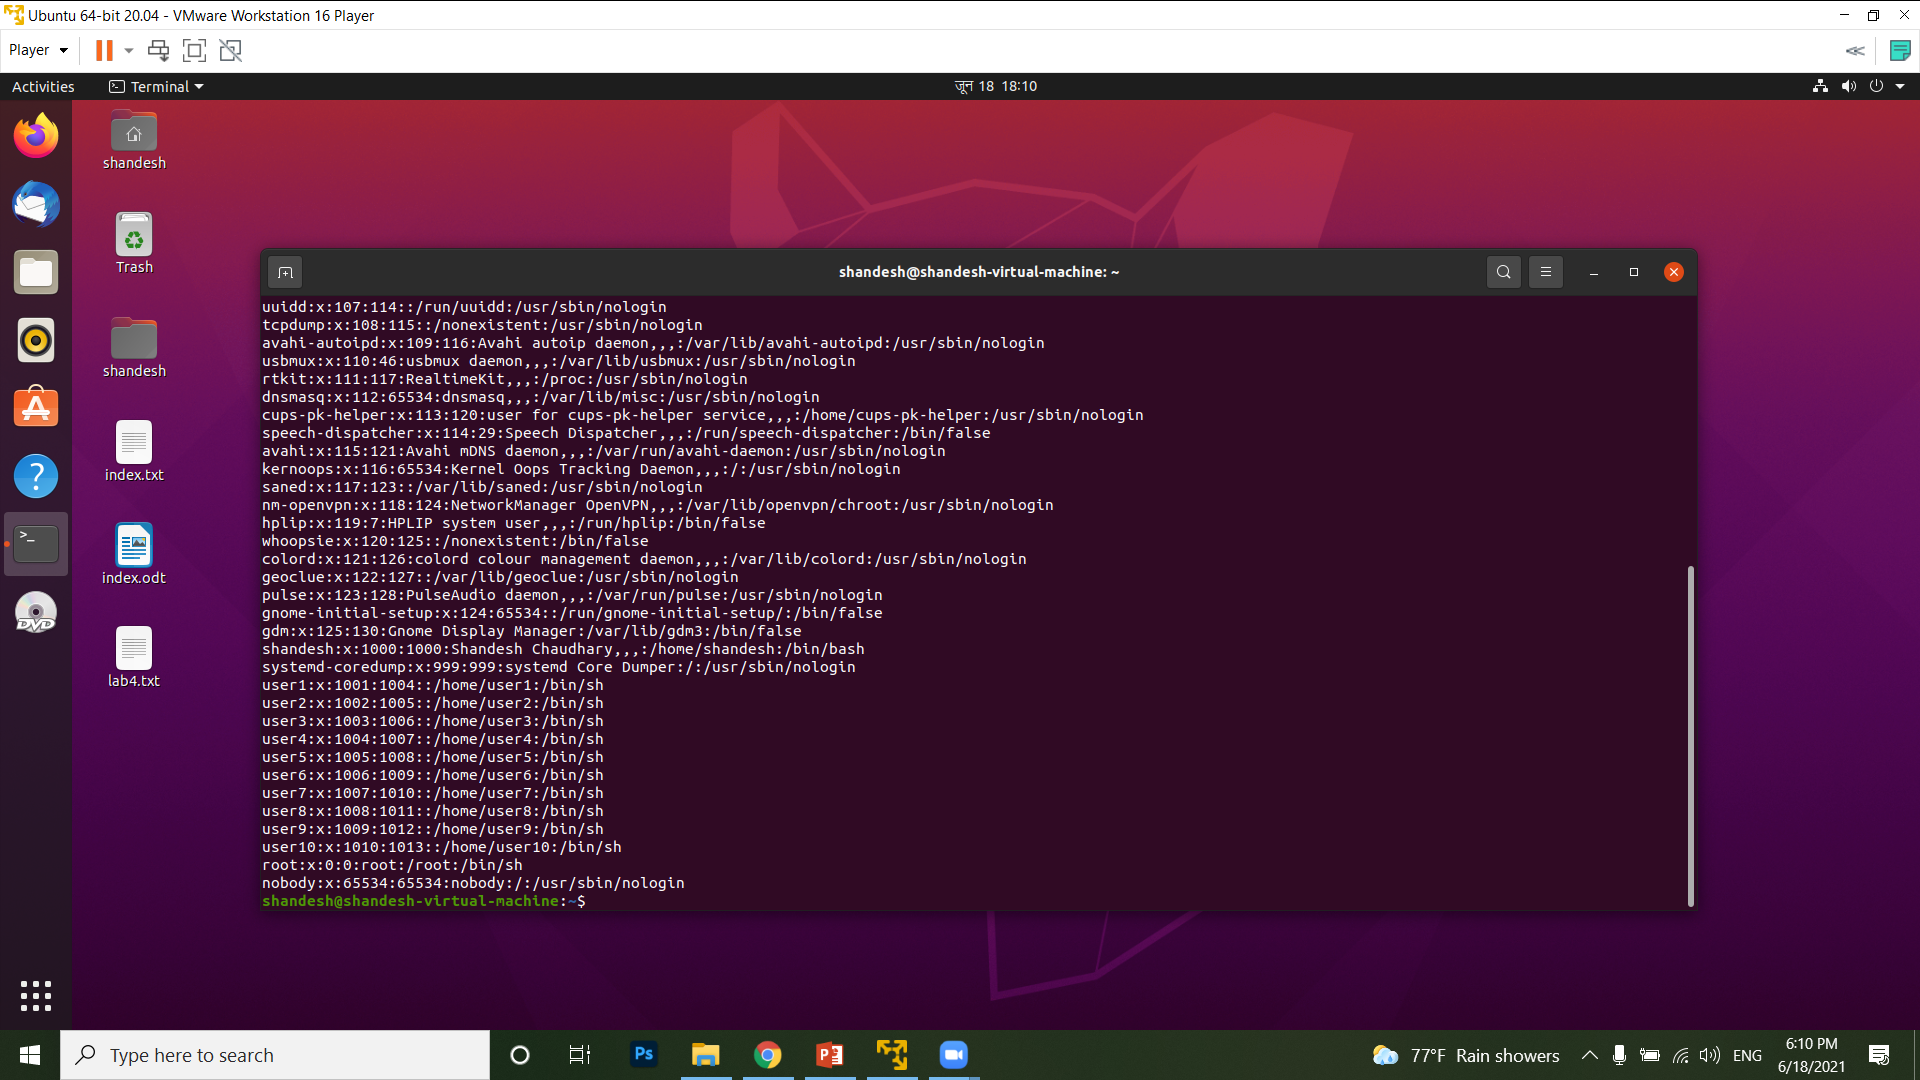 Ubuntu 64-bit 20.04 - VMware Workstation 16 Player
Player
Activities
Terminal
जून 18 18:10
shandesh
Trash
shandesh
index.txt
index.odt
lab4.txt
DVD
shandesh@shandesh-virtual-machine: ~
uuidd:x:107:114::/run/uuidd:/usr/sbin/nologin
tcpdump:x:108:115::/nonexistent:/usr/sbin/nologin
avahi-autoipd:x:109:116:Avahi autoip daemon,,,:/var/lib/avahi-autoipd:/usr/sbin/nologin
usbmux:x:110:46:usbmux daemon,,,:/var/lib/usbmux:/usr/sbin/nologin
rtkit:x:111:117:RealtimeKit,,,:/proc:/usr/sbin/nologin
dnsmasq:x:112:65534:dnsmasq,,,:/var/lib/misc:/usr/sbin/nologin
cups-pk-helper:x:113:120:user for cups-pk-helper service,,,:/home/cups-pk-helper:/usr/sbin/nologin
speech-dispatcher:x:114:29:Speech Dispatcher,,,:/run/speech-dispatcher:/bin/false
avahi:x:115:121:Avahi mDNS daemon,,,:/var/run/avahi-daemon:/usr/sbin/nologin
kernoops:x:116:65534:Kernel Oops Tracking Daemon,,,:/:/usr/sbin/nologin
saned:x:117:123::/var/lib/saned:/usr/sbin/nologin
nm-openvpn:x:118:124:NetworkManager OpenVPN,,,:/var/lib/openvpn/chroot:/usr/sbin/nologin
hplip:x:119:7:HPLIP system user,,,:/run/hplip:/bin/false
whoopsie:x:120:125::/nonexistent:/bin/false
colord:x:121:126:colord colour management daemon,,,:/var/lib/colord:/usr/sbin/nologin
geoclue:x:122:127::/var/lib/geoclue:/usr/sbin/nologin
pulse:x:123:128:PulseAudio daemon,,,:/var/run/pulse:/usr/sbin/nologin
gnome-initial-setup:x:124:65534::/run/gnome-initial-setup/:/bin/false
gdm:x:125:130:Gnome Display Manager:/var/lib/gdm3:/bin/false
shandesh:x:1000:1000:Shandesh Chaudhary,,,:/home/shandesh:/bin/bash
systemd-coredump:x:999:999:systemd Core Dumper:/:/usr/sbin/nologin
user1:x:1001:1004::/home/user1:/bin/sh
user2:x:1002:1005::/home/user2:/bin/sh
user3:x:1003:1006::/home/user3:/bin/sh
user4:x:1004:1007::/home/user4:/bin/sh
user5:x:1005:1008::/home/user5:/bin/sh
user6:x:1006:1009::/home/user6:/bin/sh
user7:x:1007:1010::/home/user7:/bin/sh
user8:x:1008:1011::/home/user8:/bin/sh
user9:x:1009:1012::/home/user9:/bin/sh
user10:x:1010:1013::/home/user10:/bin/sh
root:x:0:0:root:/root:/bin/sh
nobody:x:65534:65534:nobody:/:/usr/sbin/nologin
shandesh@shandesh-virtual-machine:~$
Type here to search
Ps
77°F Rain showers
ENG
6:10 PM
6/18/2021